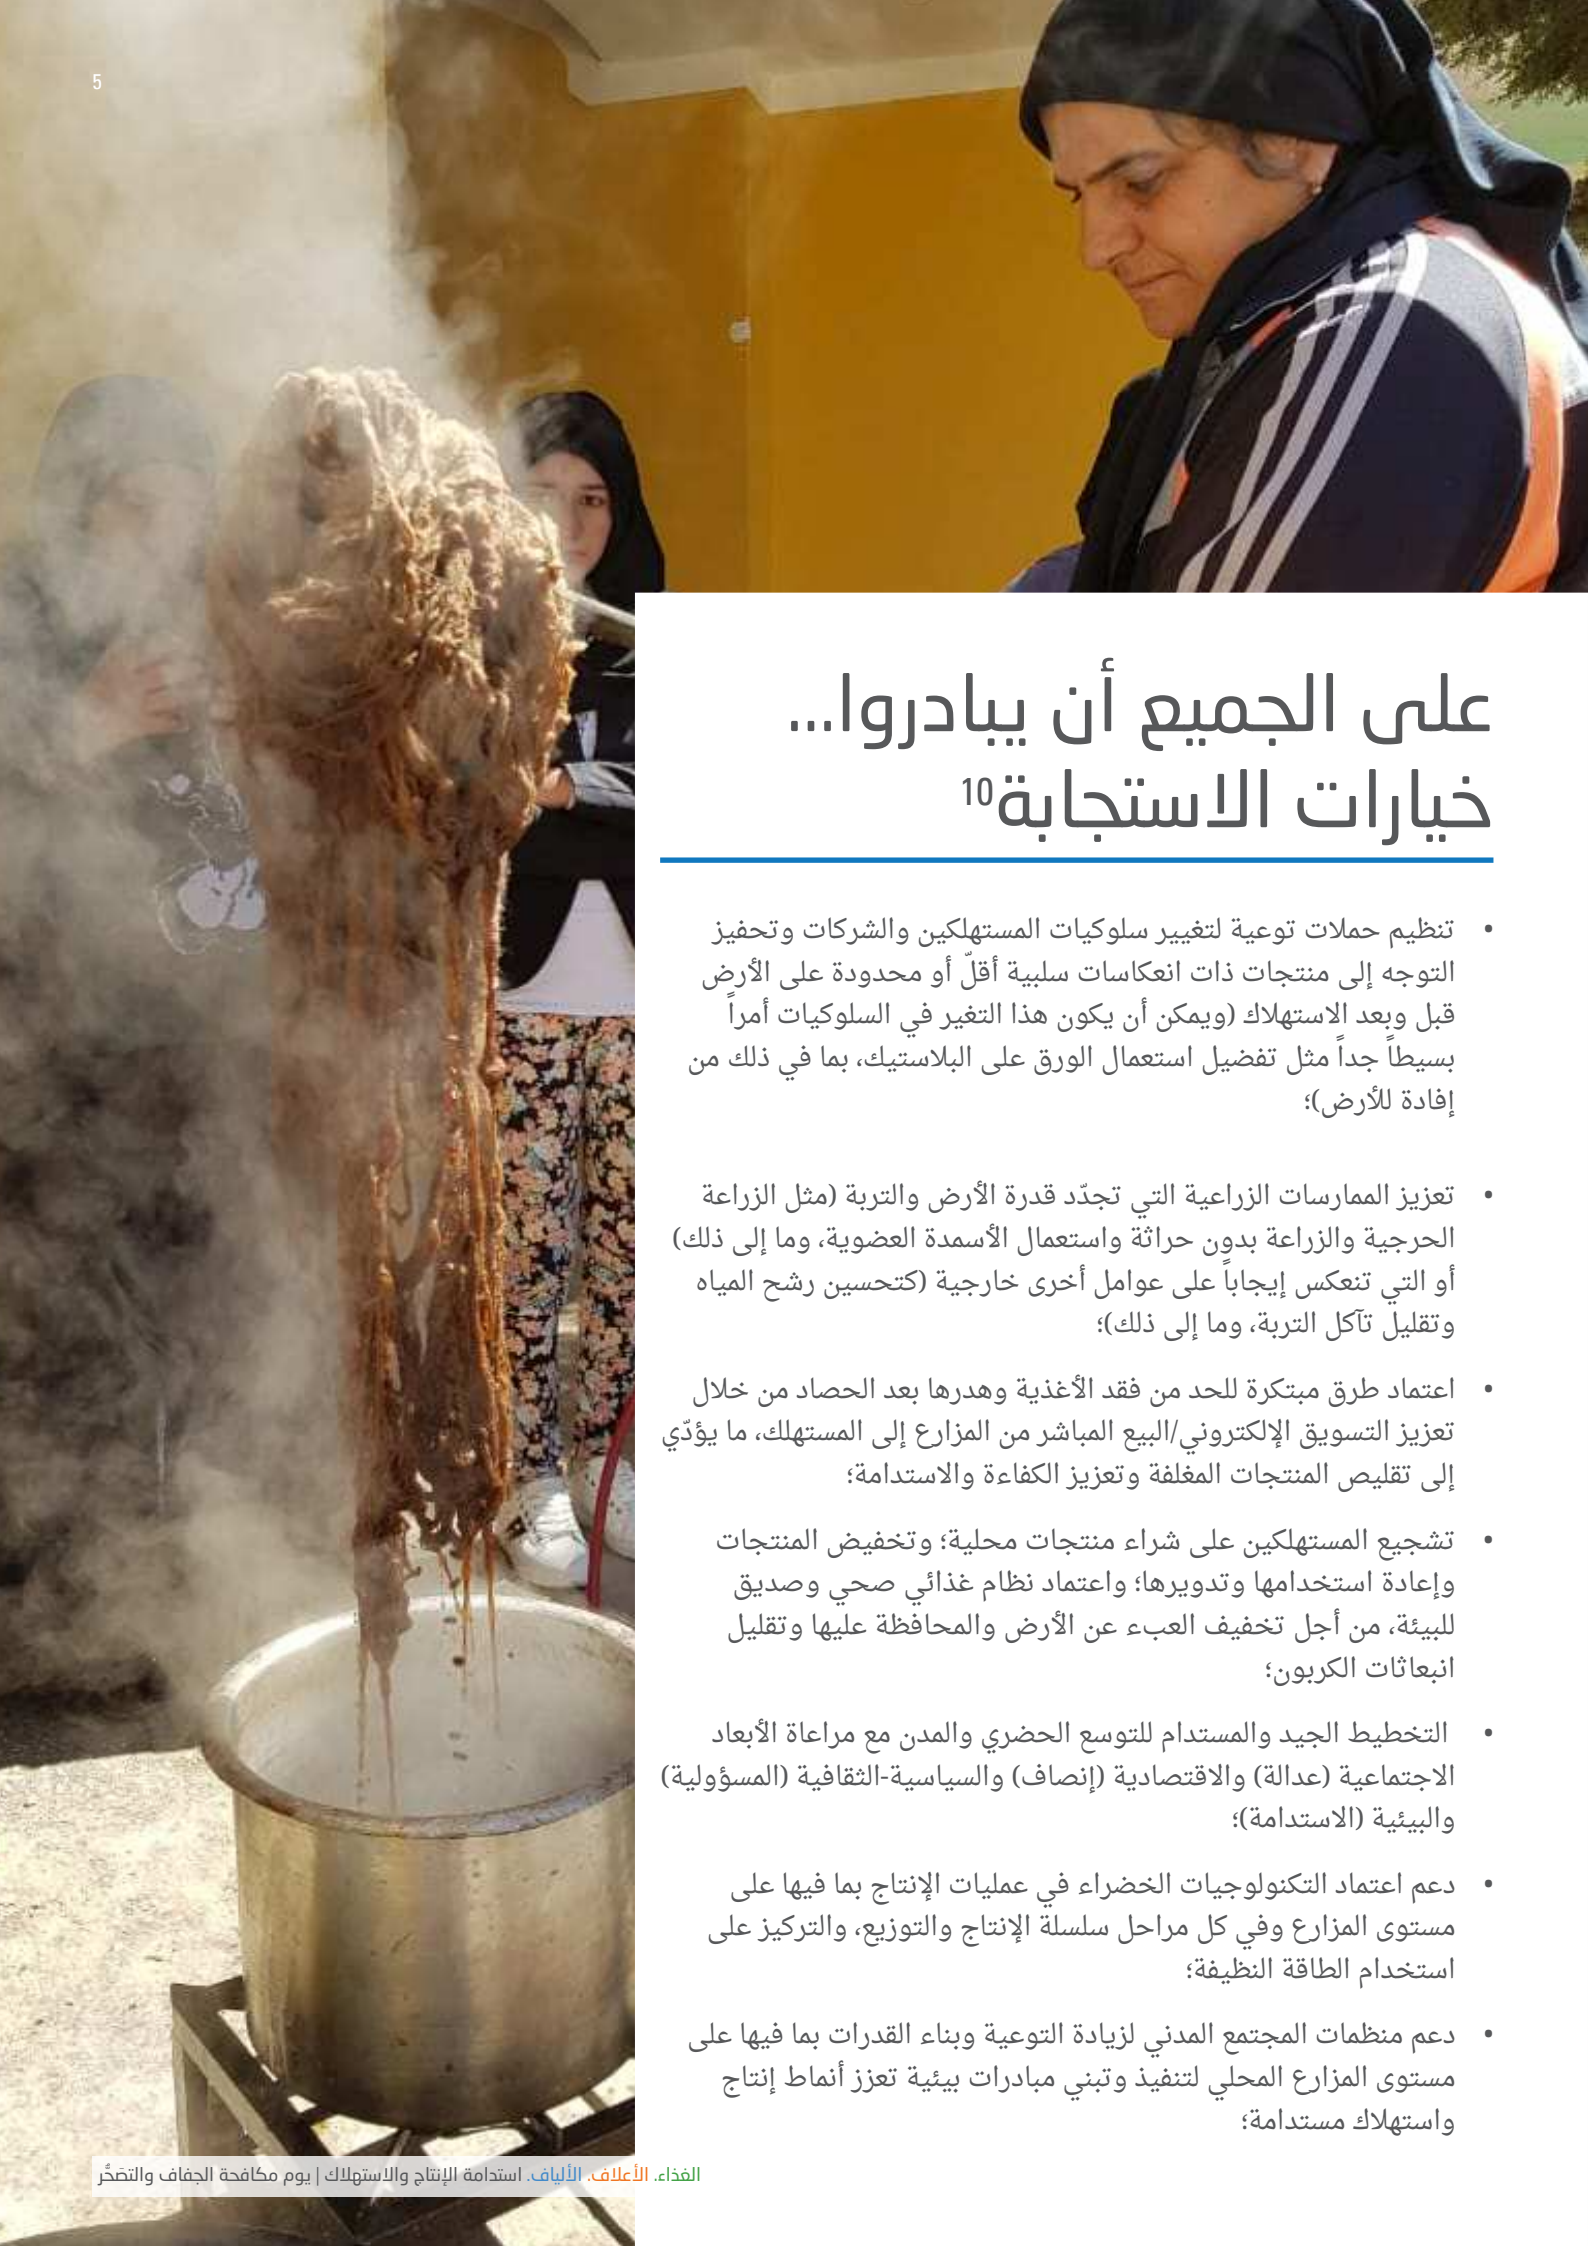 5
على الجميع أن يبادروا...
خيارات الاستجابة10
• تنظيم حملات توعية لتغيير سلوكيات المستهلكين والشركات وتحفيز
التوجه إلى منتجات ذات انعكاسات سلبية أقلّ أو محدودة على الأرض
قبل وبعد الاستهلاك (ويمكن أن يكون هذا التغير في السلوكيات أمراً
بسيطاً جداً مثل تفضيل استعمال الورق على البلاستيك، بما في ذلك من
إفادة للأرض)؛
• تعزيز الممارسات الزراعية التي تجدّد قدرة الأرض والتربة (مثل الزراعة
الحرجية والزراعة بدون حراثة واستعمال الأسمدة العضوية، وما إلى ذلك)
أو التي تنعكس إيجاباً على عوامل أخرى خارجية (كتحسين رشح المياه
وتقليل تآكل التربة، وما إلى ذلك)؛
• اعتماد طرق مبتكرة للحد من فقد الأغذية وهدرها بعد الحصاد من خلال
تعزيز التسويق الإلكتروني/البيع المباشر من المزارع إلى المستهلك، ما يؤدّي
إلى تقليص المنتجات المغلفة وتعزيز الكفاءة والاستدامة؛
• تشجيع المستهلكين على شراء منتجات محلية؛ وتخفيض المنتجات
وإعادة استخدامها وتدويرها؛ واعتماد نظام غذائي صحي وصديق
للبيئة، من أجل تخفيف العبء عن الأرض والمحافظة عليها وتقليل
انبعاثات الكربون؛
• التخطيط الجيد والمستدام للتوسع الحضري والمدن مع مراعاة الأبعاد
الاجتماعية (عدالة) والاقتصادية (إنصاف) والسياسية-الثقافية (المسؤولية)
والبيئية (الاستدامة)؛
• دعم اعتماد التكنولوجيات الخضراء في عمليات الإنتاج بما فيها على
مستوى المزارع وفي كل مراحل سلسلة الإنتاج والتوزيع، والتركيز على
استخدام الطاقة النظيفة؛
• دعم منظمات المجتمع المدني لزيادة التوعية وبناء القدرات بما فيها على
مستوى المزارع المحلي لتنفيذ وتبني مبادرات بيئية تعزز أنماط إنتاج
واستهلاك مستدامة؛
الغذاء. الأعلاف. الألياف. استدامة الإنتاج والاستهلاك | يوم مكافحة الجفاف والتصَحُّر